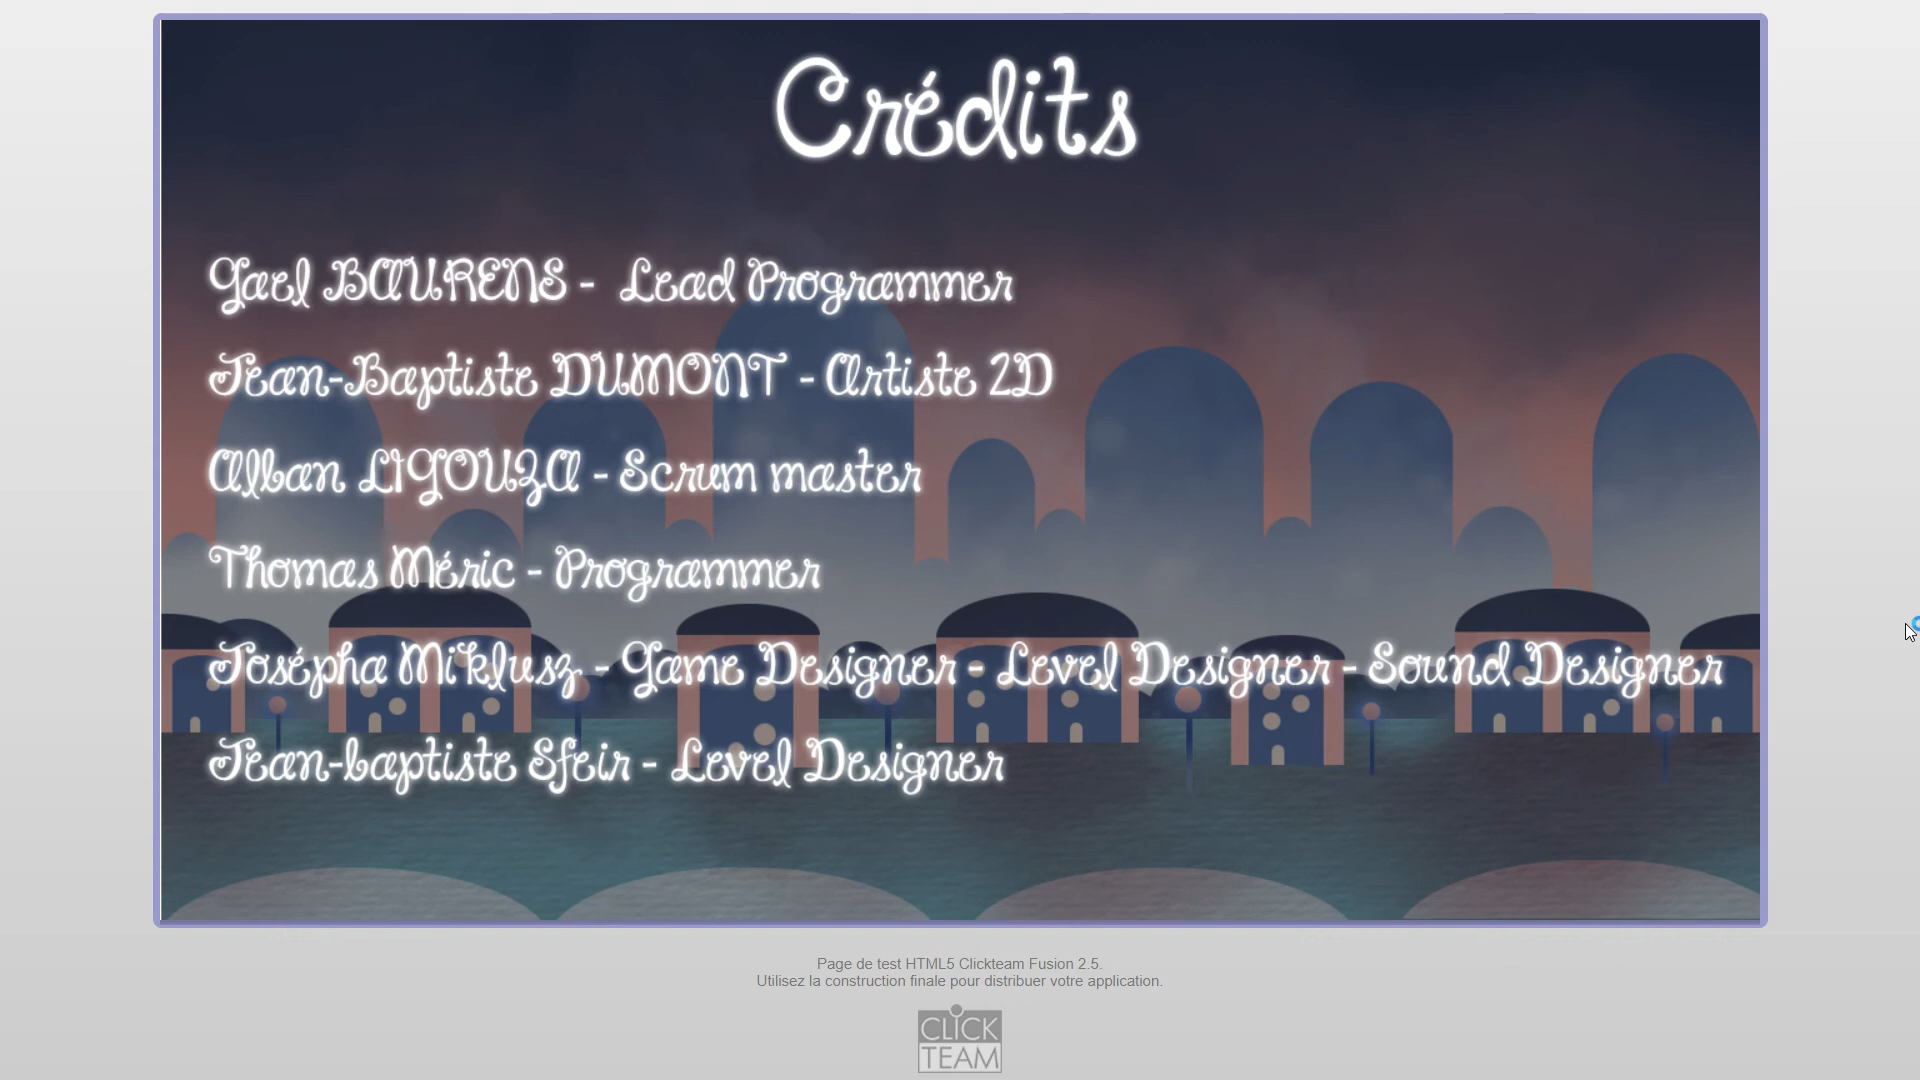 Crédits
Gael BAURENS - Lead Programmer
Jean-Baptiste DUMONT - Artiste 2D
Alban LIGOUZA - Scrum master
Thomas Méric - Programmer
Josépha Miklusz - Game Designer - Level Designer - Sound Designer
Jean-baptiste Sfeir - Level Designer
Page de test HTML5 Clickteam Fusion 2.5.
Utilisez la construction finale pour distribuer votre application.
CLICK
TEAM